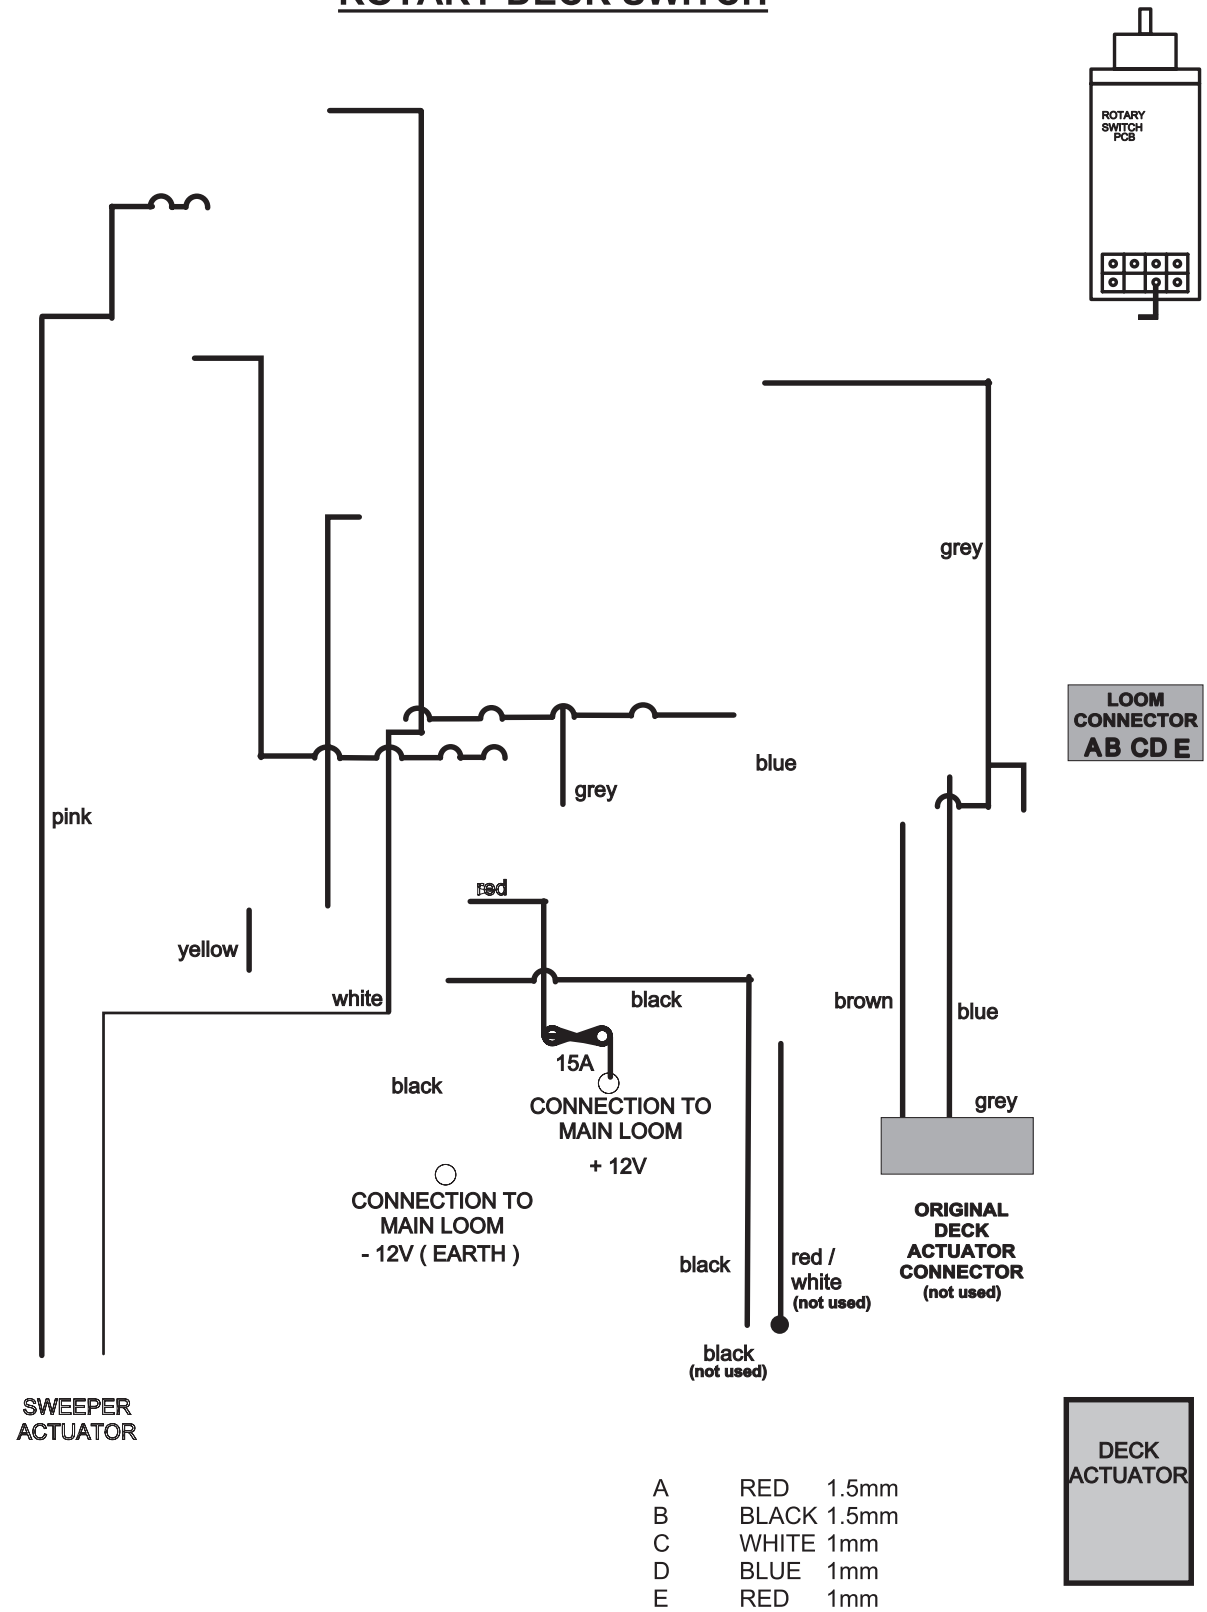 ROTARY DECK SWITCH
ROTARY
SWITCH
PCB
grey
LOOM
CONNECTOR
AB CD E
blue
grey
pink
red
yellow
white
black
brown
blue
15A
black
CONNECTION TO
MAIN LOOM
+ 12V
grey
CONNECTION TO
MAIN LOOM
- 12V ( EARTH )
ORIGINAL
DECK
ACTUATOR
CONNECTOR
(not used)
black
red /
white
(not used)
black
(not used)
SWEEPER
ACTUATOR
DECK
ACTUATOR
A RED 1.5mm
B BLACK 1.5mm
C WHITE 1mm
D BLUE 1mm
E RED 1mm